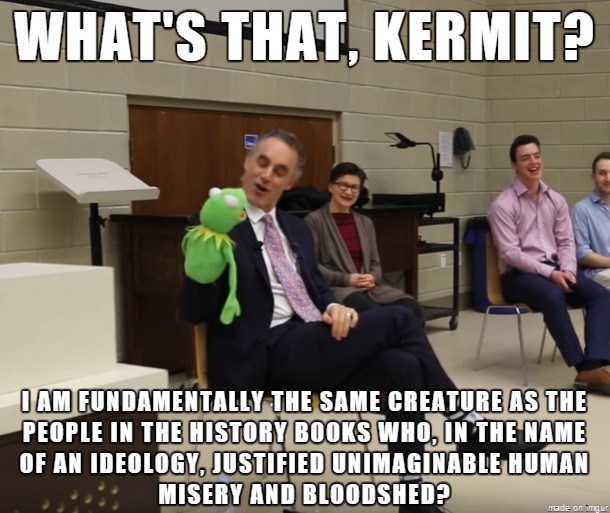 WHAT'S THAT, KERMIT?
I AM FUNDAMENTALLY THE SAME CREATURE AS THE
PEOPLE IN THE HISTORY BOOKS WHO, IN THE NAME
OF AN IDEOLOGY, JUSTIFIED UNIMAGINABLE HUMAN
MISERY AND BLOODSHED?
made on imgur